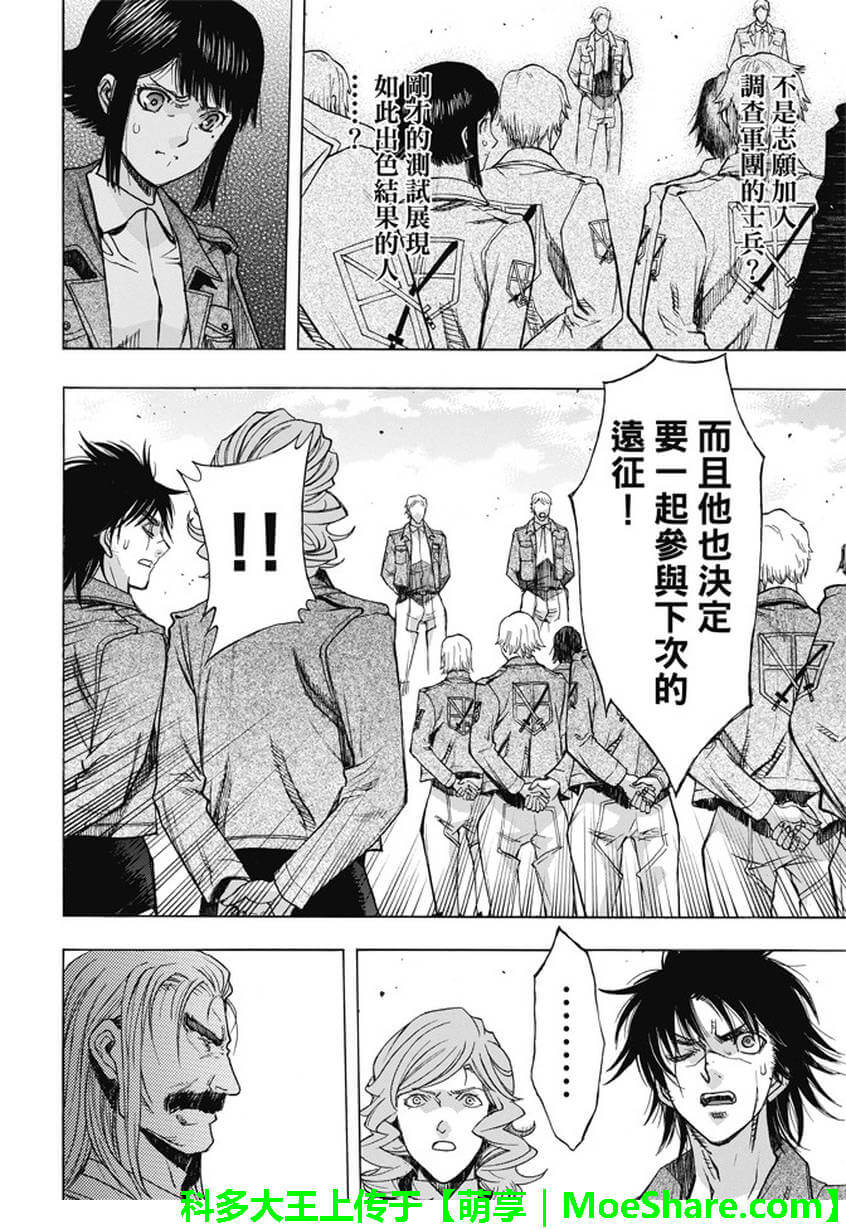 不是志願加入
調查軍團的士兵？
剛才的測試展現
如此出色結果的人
……？
而且他也決定
要一起參與下次的
遠征！
!!
………
科多大王上传于【萌享｜MoeShare.com】